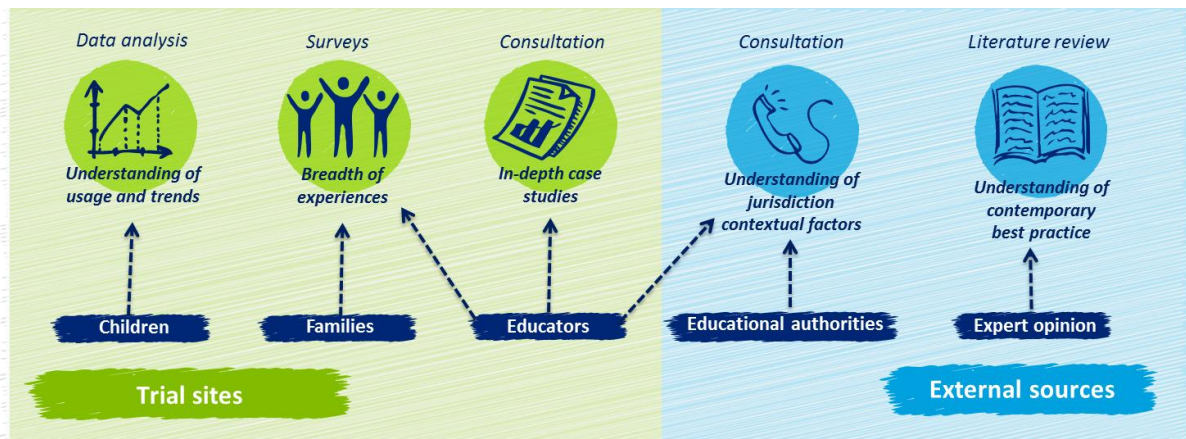 Data analysis
Surveys
Consultation
Consultation
Literature review
Understanding of
usage and trends
Breadth of
experiences
In-depth case
studies
Understanding of
jurisdiction
contextual factors
Understanding of
contemporary
best practice
Children
Families
Educators
Educational authorities
Expert opinion
Trial sites
External sources